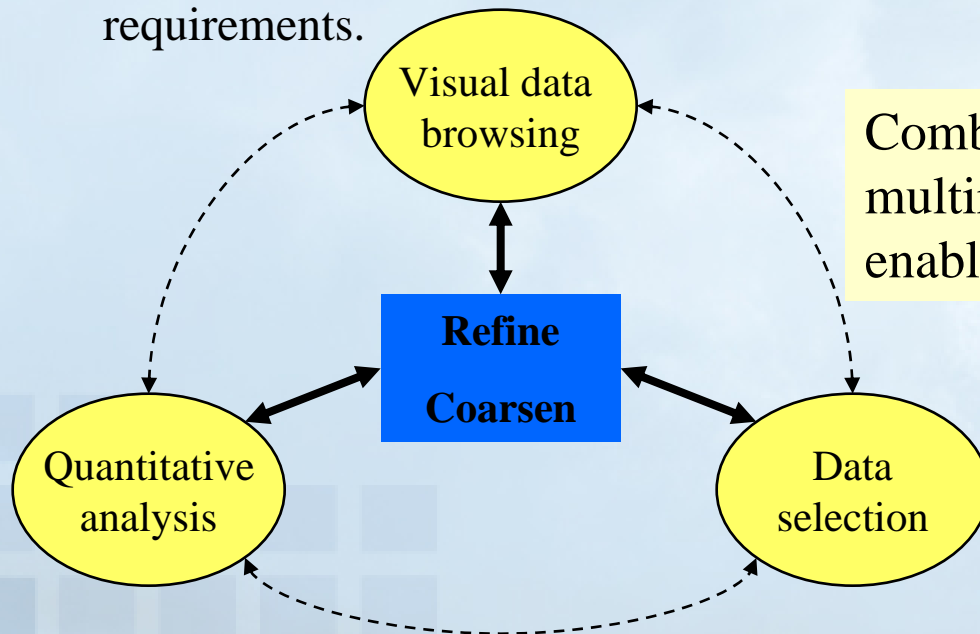 requirements.
Visual data
browsing
Refine
Coarsen
Quantitative
analysis
Data
selection